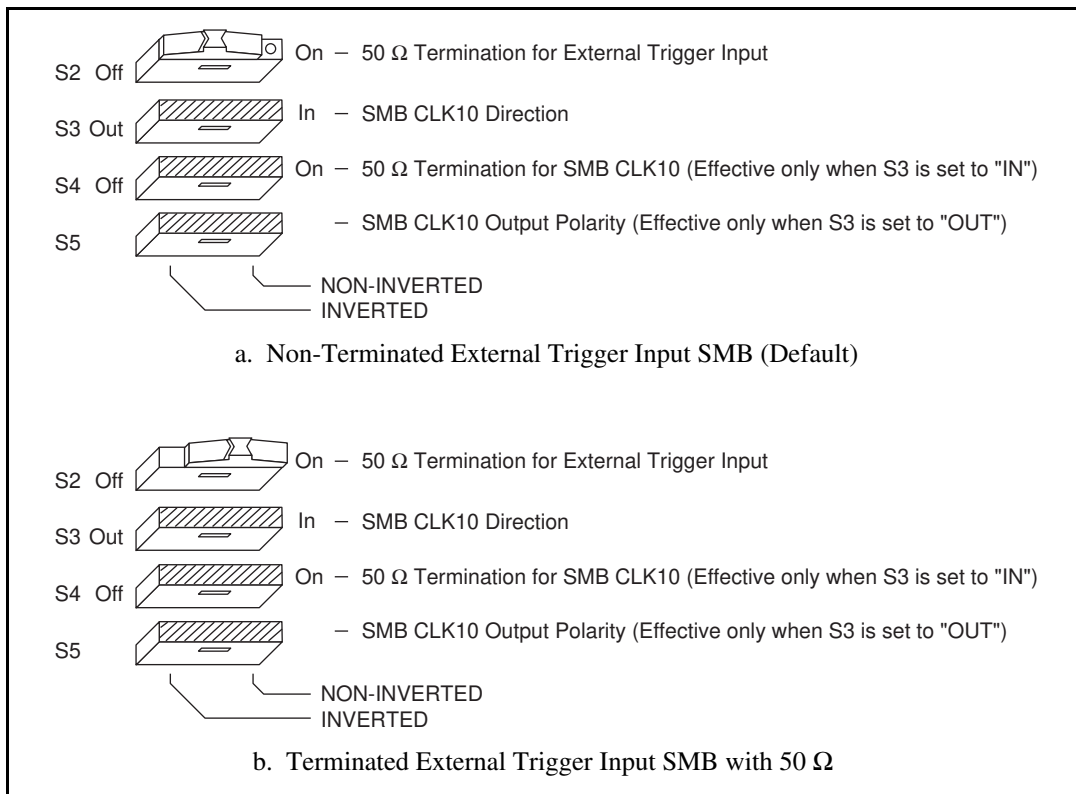 S2 Off On – 50 Ω Termination for External Trigger Input
S3 Out In – SMB CLK10 Direction
S4 Off On – 50 Ω Termination for SMB CLK10 (Effective only when S3 is set to "IN")
S5 – SMB CLK10 Output Polarity (Effective only when S3 is set to "OUT")
NON-INVERTED
INVERTED
a. Non-Terminated External Trigger Input SMB (Default)
S2 Off On – 50 Ω Termination for External Trigger Input
S3 Out In – SMB CLK10 Direction
S4 Off On – 50 Ω Termination for SMB CLK10 (Effective only when S3 is set to "IN")
S5 – SMB CLK10 Output Polarity (Effective only when S3 is set to "OUT")
NON-INVERTED
INVERTED
b. Terminated External Trigger Input SMB with 50 Ω